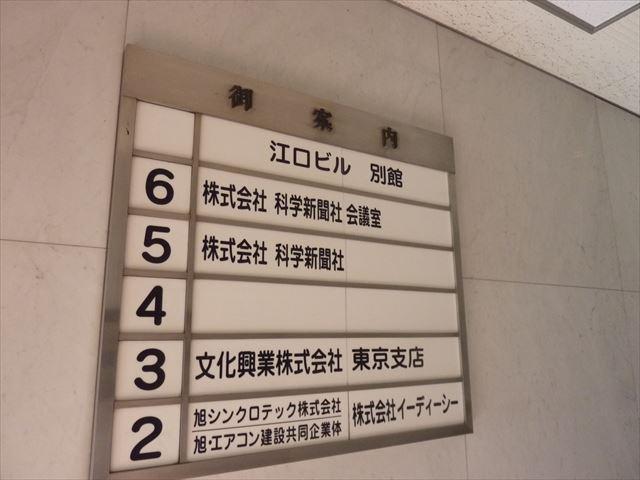 御案内
江口ビル 別館
6 株式会社 科学新聞社 会議室
5 株式会社 科学新聞社
4
3 文化興業株式会社 東京支店
2 旭シンクロテック株式会社 株式会社イーディーシー
旭・エアコン建設共同企業体